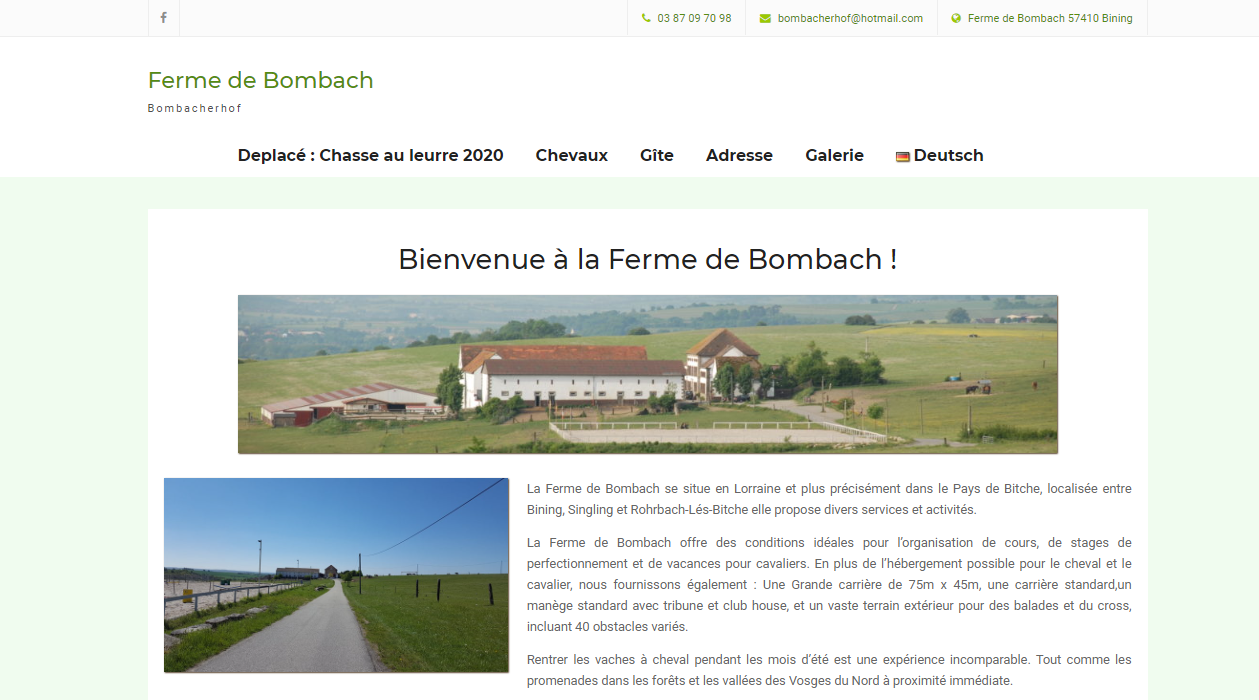 03 87 09 70 98
bombacherhof@hotmail.com
Ferme de Bombach 57410 Bining
Ferme de Bombach
Bombacherhof
Deplacé : Chasse au leurre 2020
Chevaux
Gîte
Adresse
Galerie
Deutsch
Bienvenue à la Ferme de Bombach !
La Ferme de Bombach se situe en Lorraine et plus précisément dans le Pays de Bitche, localisée entre
Bining, Singling et Rohrbach-Lés-Bitche elle propose divers services et activités.
La Ferme de Bombach offre des conditions idéales pour l’organisation de cours, de stages de
perfectionnement et de vacances pour cavaliers. En plus de l’hébergement possible pour le cheval et le
cavalier, nous fournissons également : Une Grande carrière de 75m x 45m, une carrière standard,un
manège standard avec tribune et club house, et un vaste terrain extérieur pour des balades et du cross,
incluant 40 obstacles variés.
Rentrer les vaches à cheval pendant les mois d’été est une expérience incomparable. Tout comme les
promenades dans les forêts et les vallées des Vosges du Nord à proximité immédiate.